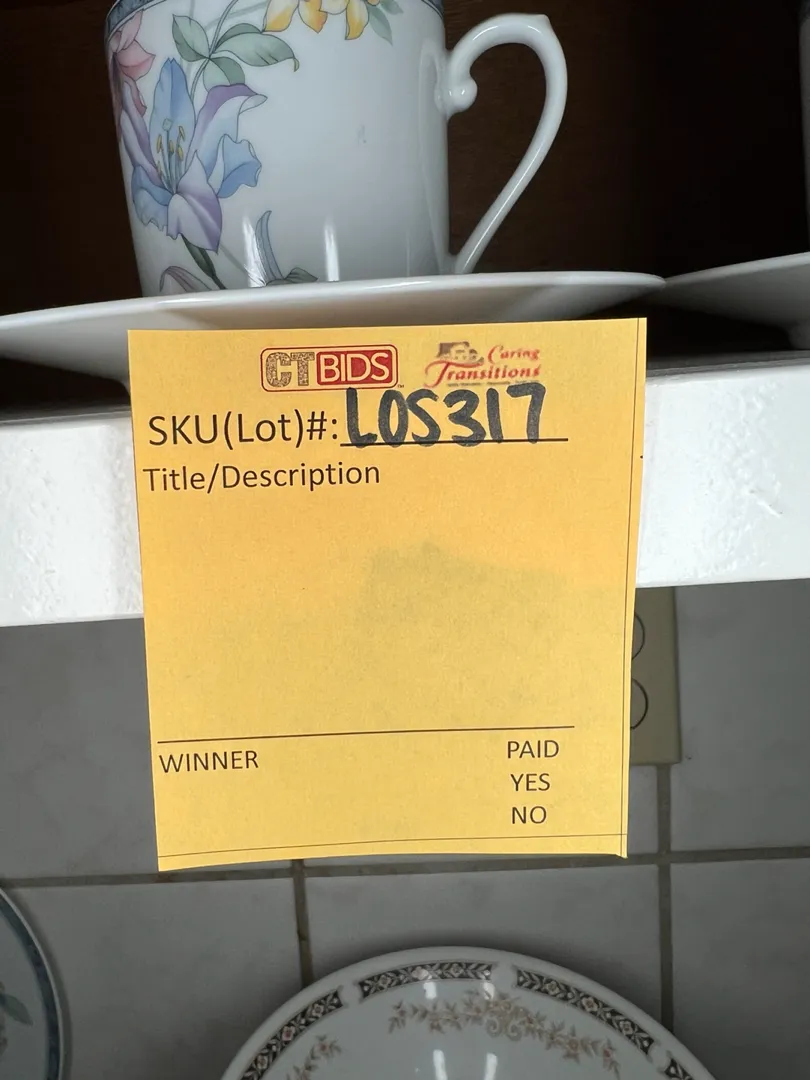 CTBIDS
Caring Transitions
SKU(Lot)#: LOS317
Title/Description
WINNER
PAID
YES
NO